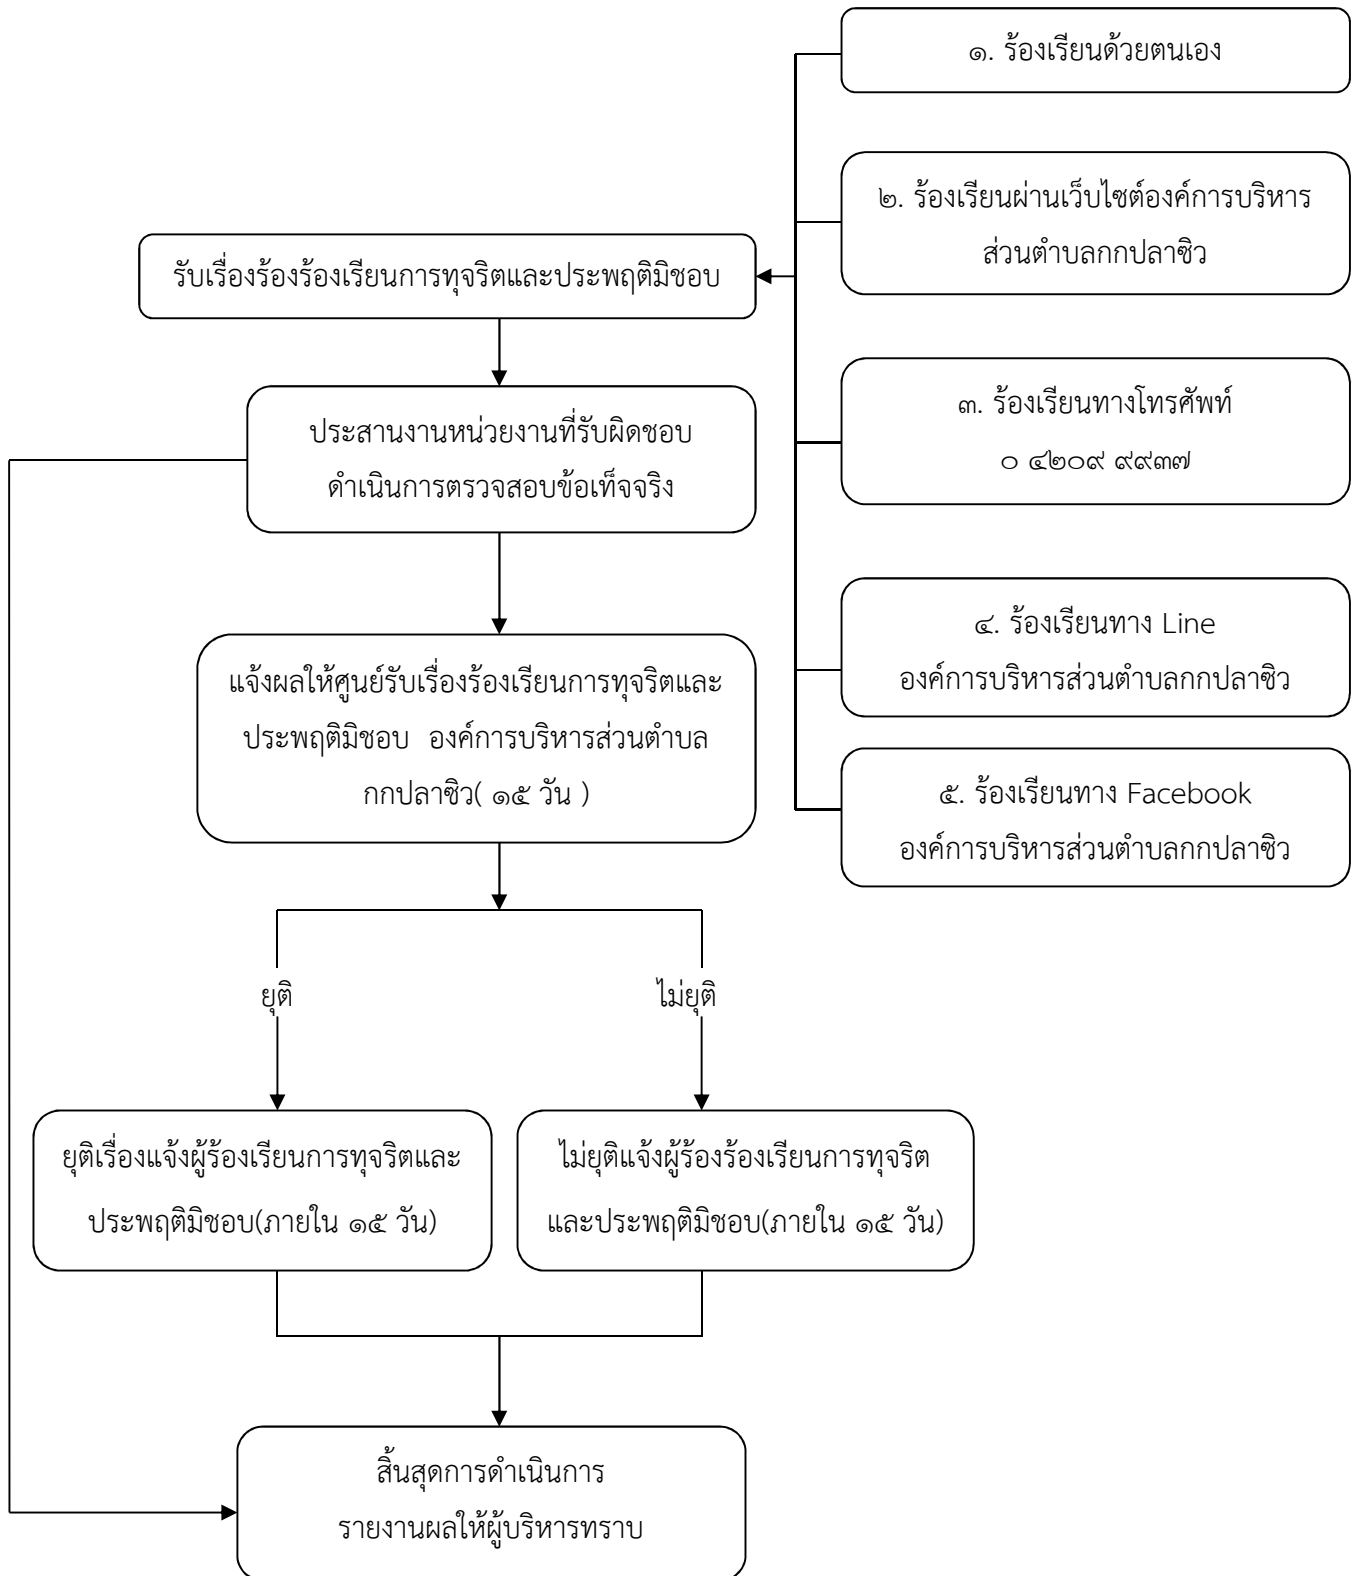 ๑. ร้องเรียนด้วยตนเอง
๒. ร้องเรียนผ่านเว็บไซต์องค์การบริหาร
ส่วนตำบลกกปลาซิว
รับเรื่องร้องร้องเรียนการทุจริตและประพฤติมิชอบ
๓. ร้องเรียนทางโทรศัพท์
๐ ๔๒๐๙ ๙๙๓๗
ประสานงานหน่วยงานที่รับผิดชอบ
ดำเนินการตรวจสอบข้อเท็จจริง
๔. ร้องเรียนทาง Line
องค์การบริหารส่วนตำบลกกปลาซิว
แจ้งผลให้ศูนย์รับเรื่องร้องเรียนการทุจริตและ
ประพฤติมิชอบ องค์การบริหารส่วนตำบล
กกปลาซิว( ๑๕ วัน )
๕. ร้องเรียนทาง Facebook
องค์การบริหารส่วนตำบลกกปลาซิว
ยุติ
ไม่ยุติ
ยุติเรื่องแจ้งผู้ร้องเรียนการทุจริตและ
ประพฤติมิชอบ(ภายใน ๑๕ วัน)
ไม่ยุติแจ้งผู้ร้องร้องเรียนการทุจริต
และประพฤติมิชอบ(ภายใน ๑๕ วัน)
สิ้นสุดการดำเนินการ
รายงานผลให้ผู้บริหารทราบ